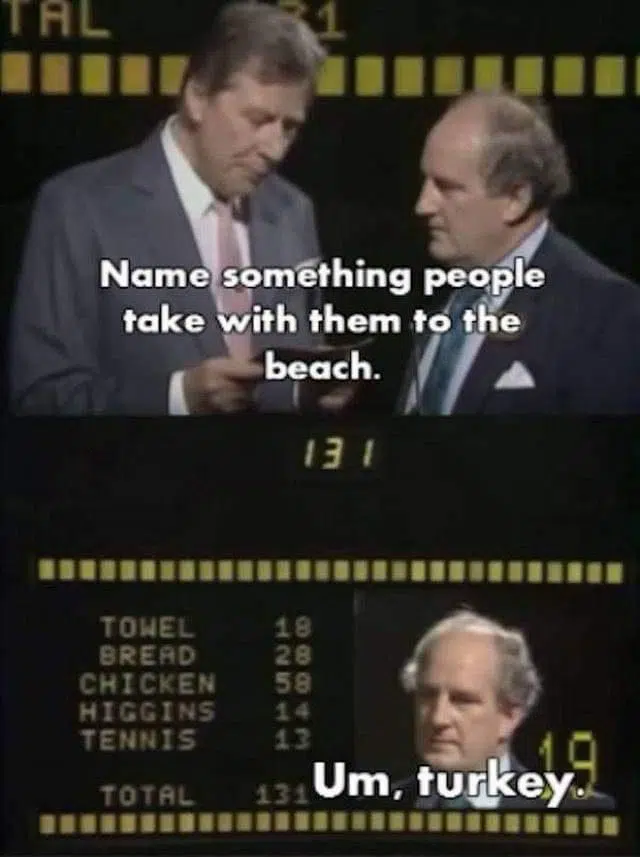 TAL 31
Name something people
take with them to the
beach.
131
TOWEL 18
BREAD 28
CHICKEN 58
HIGGINS 14
TENNIS 13
TOTAL 131
19
Um, turkey.